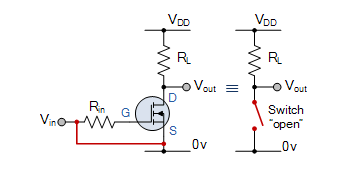 VDD VDD
RL RL
Vout ≡ Vout
D
Rin G
Vin
S
Switch
"open"
0v 0v